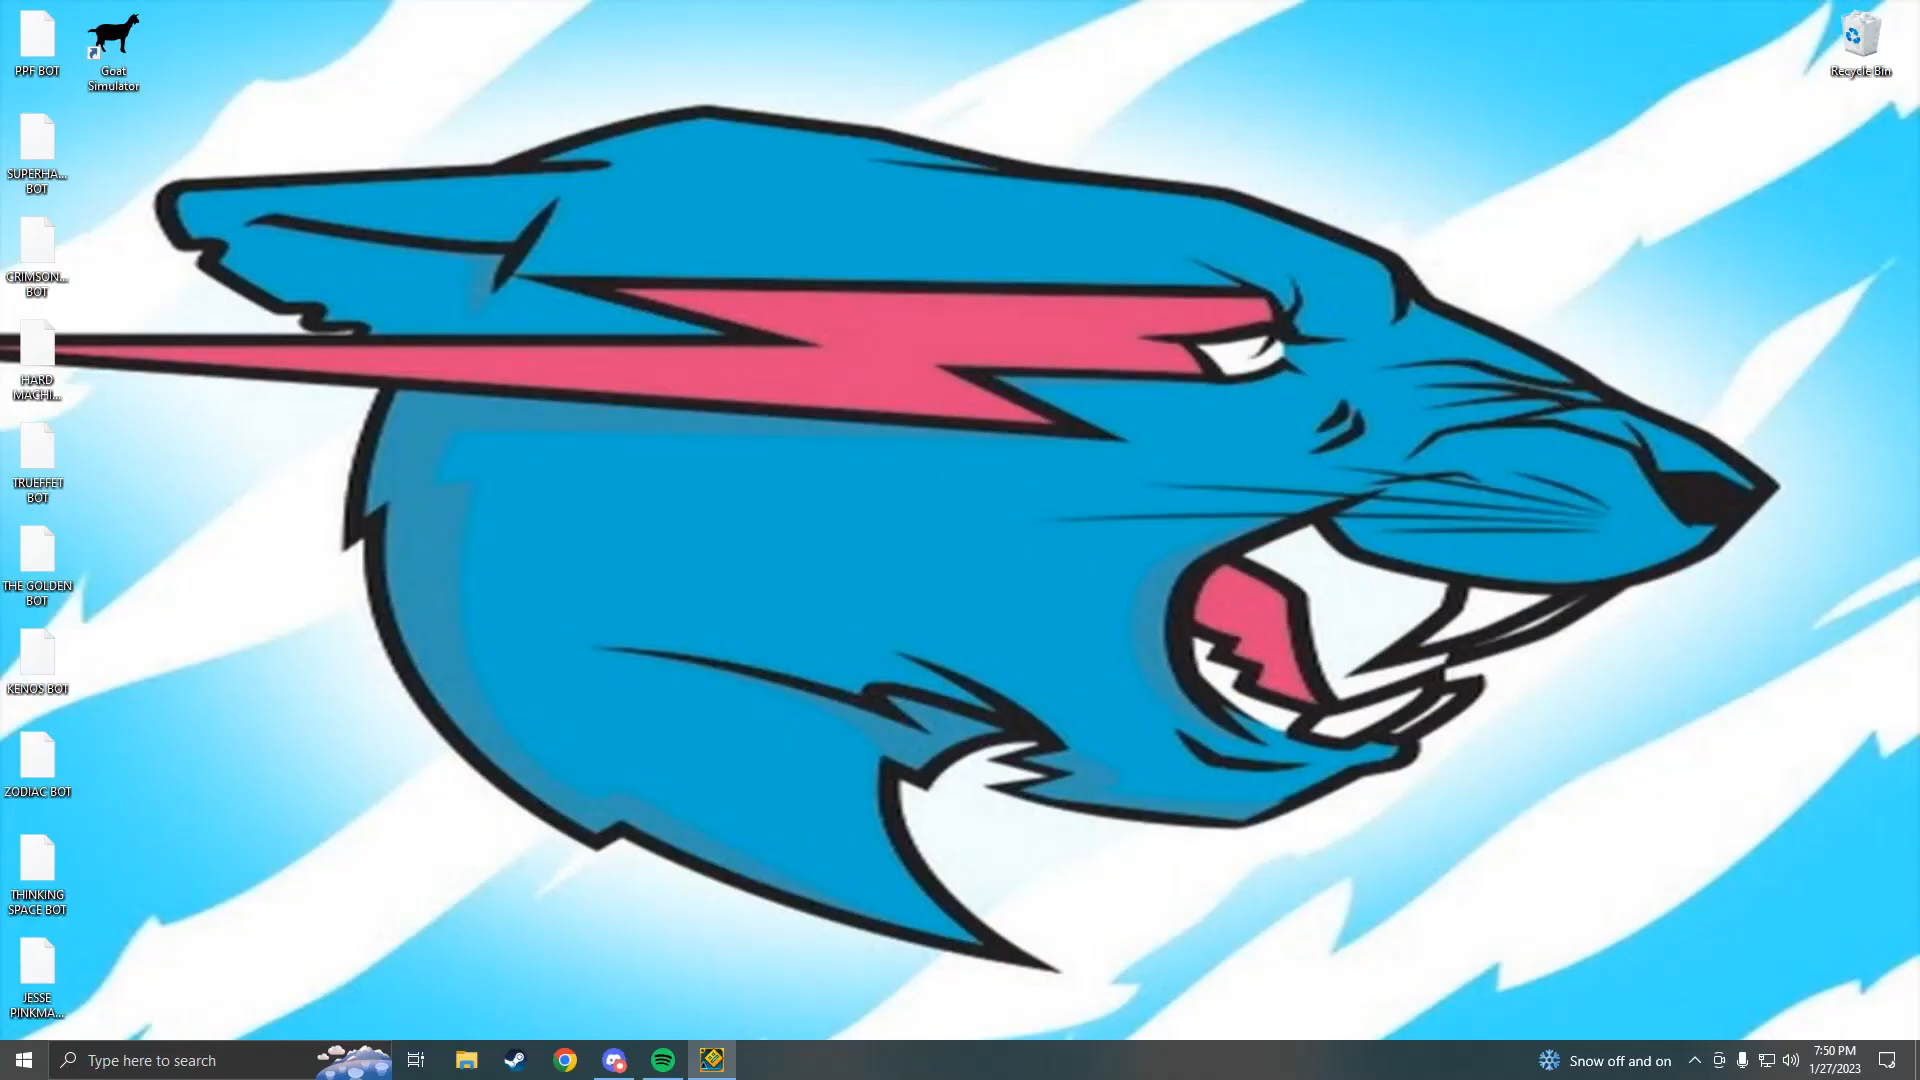 PPF BOT
Goat
Simulator
Recycle Bin
SUPERHA...
BOT
CRIMSON...
BOT
HARD
MACHI...
TRUEFFET
BOT
THE GOLDEN
BOT
KENOS BOT
ZODIAC BOT
THINKING
SPACE BOT
JESSE
PINKMA...
Type here to search
Snow off and on
7:50 PM
1/27/2023